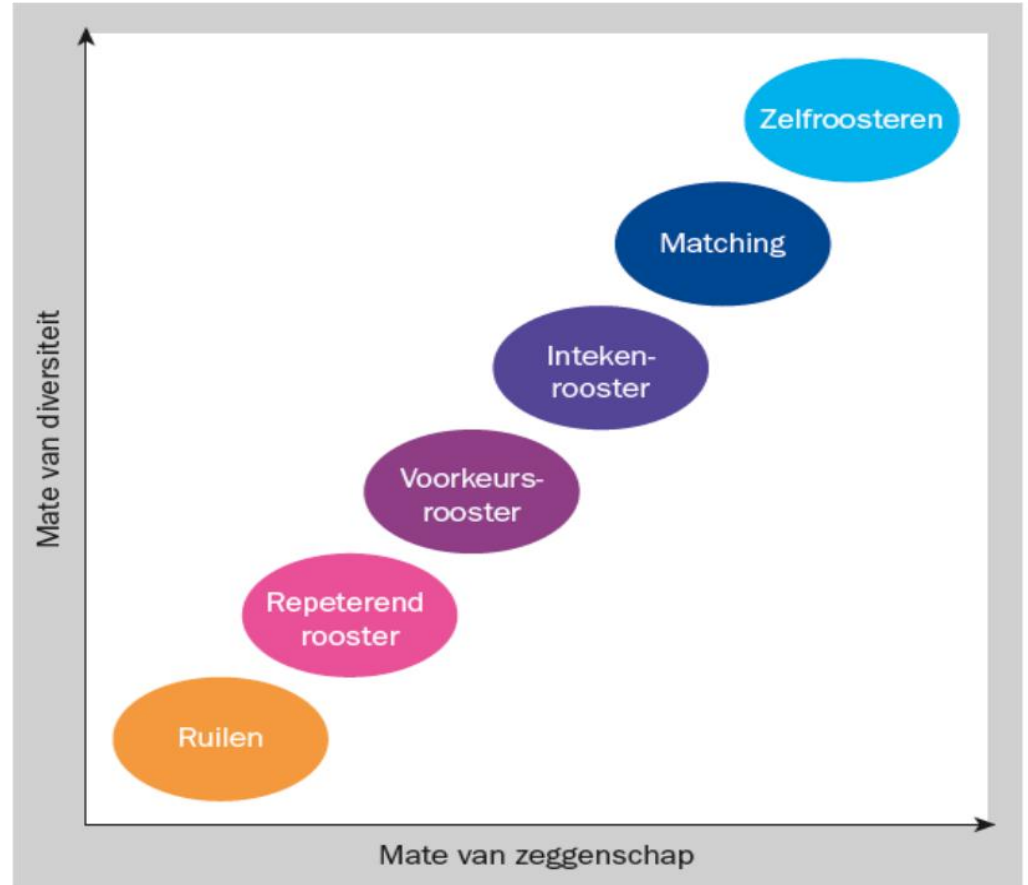 Mate van diversiteit
Zelfroosteren
Matching
Inteken-
rooster
Voorkeurs-
rooster
Repeterend
rooster
Ruilen
Mate van zeggenschap